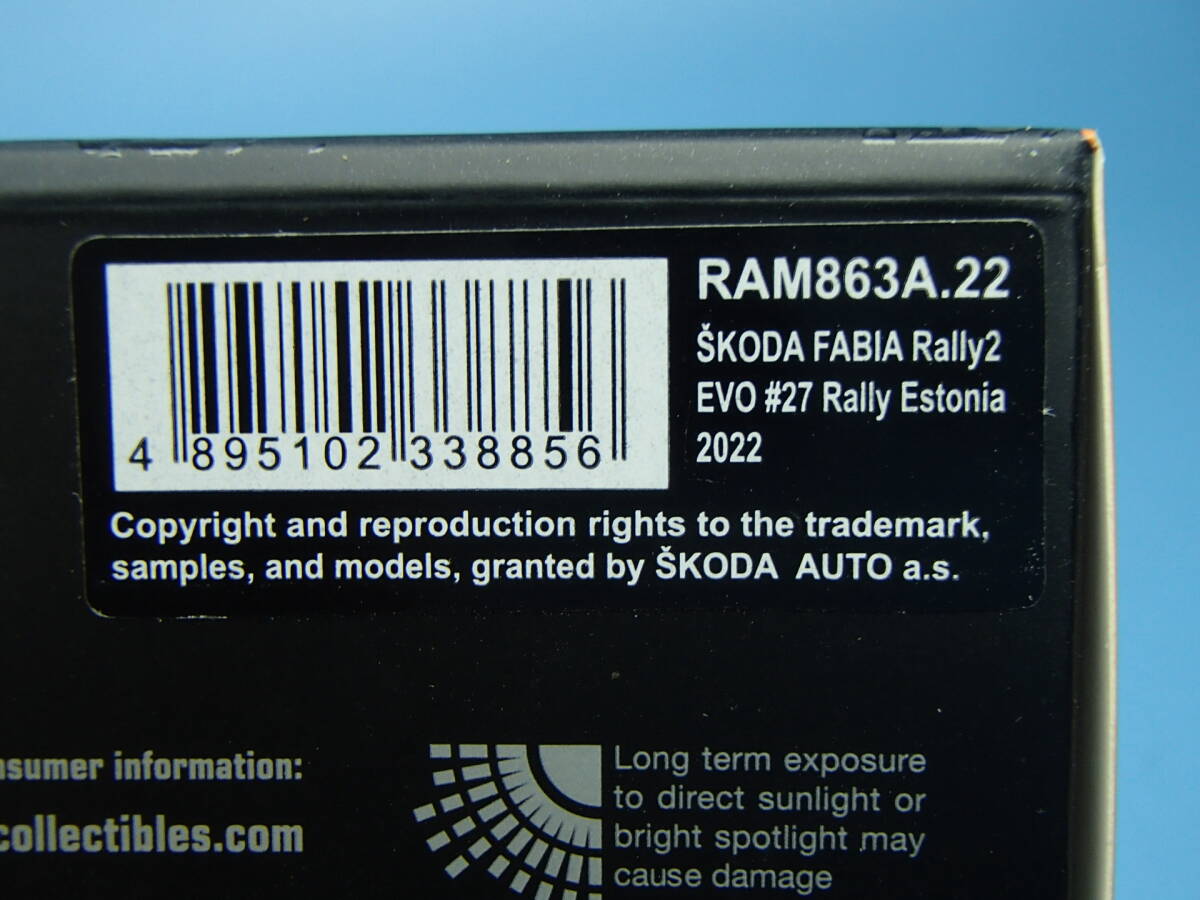 RAM863A.22
ŠKODA FABIA Rally2
EVO #27 Rally Estonia
2022
4 895102 338856
Copyright and reproduction rights to the trademark,
samples, and models, granted by ŠKODA AUTO a.s.
nsumer information:
collectibles.com
Long term exposure
to direct sunlight or
bright spotlight may
cause damage